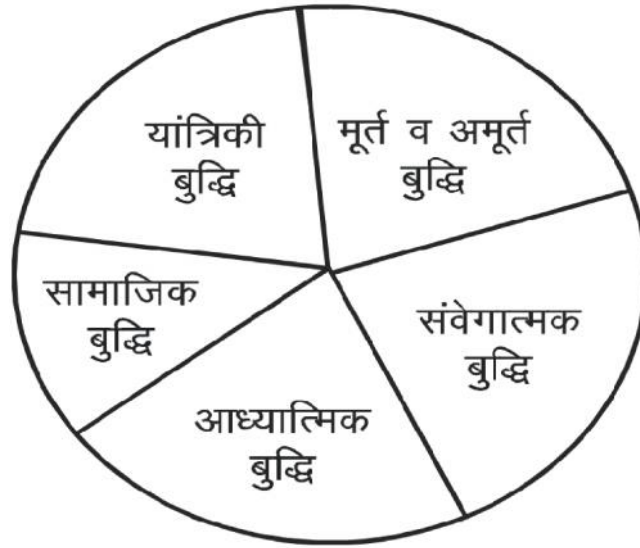 यांत्रिकी
बुद्धि
मूर्त व अमूर्त
बुद्धि
संवेगात्मक
बुद्धि
आध्यात्मिक
बुद्धि
सामाजिक
बुद्धि